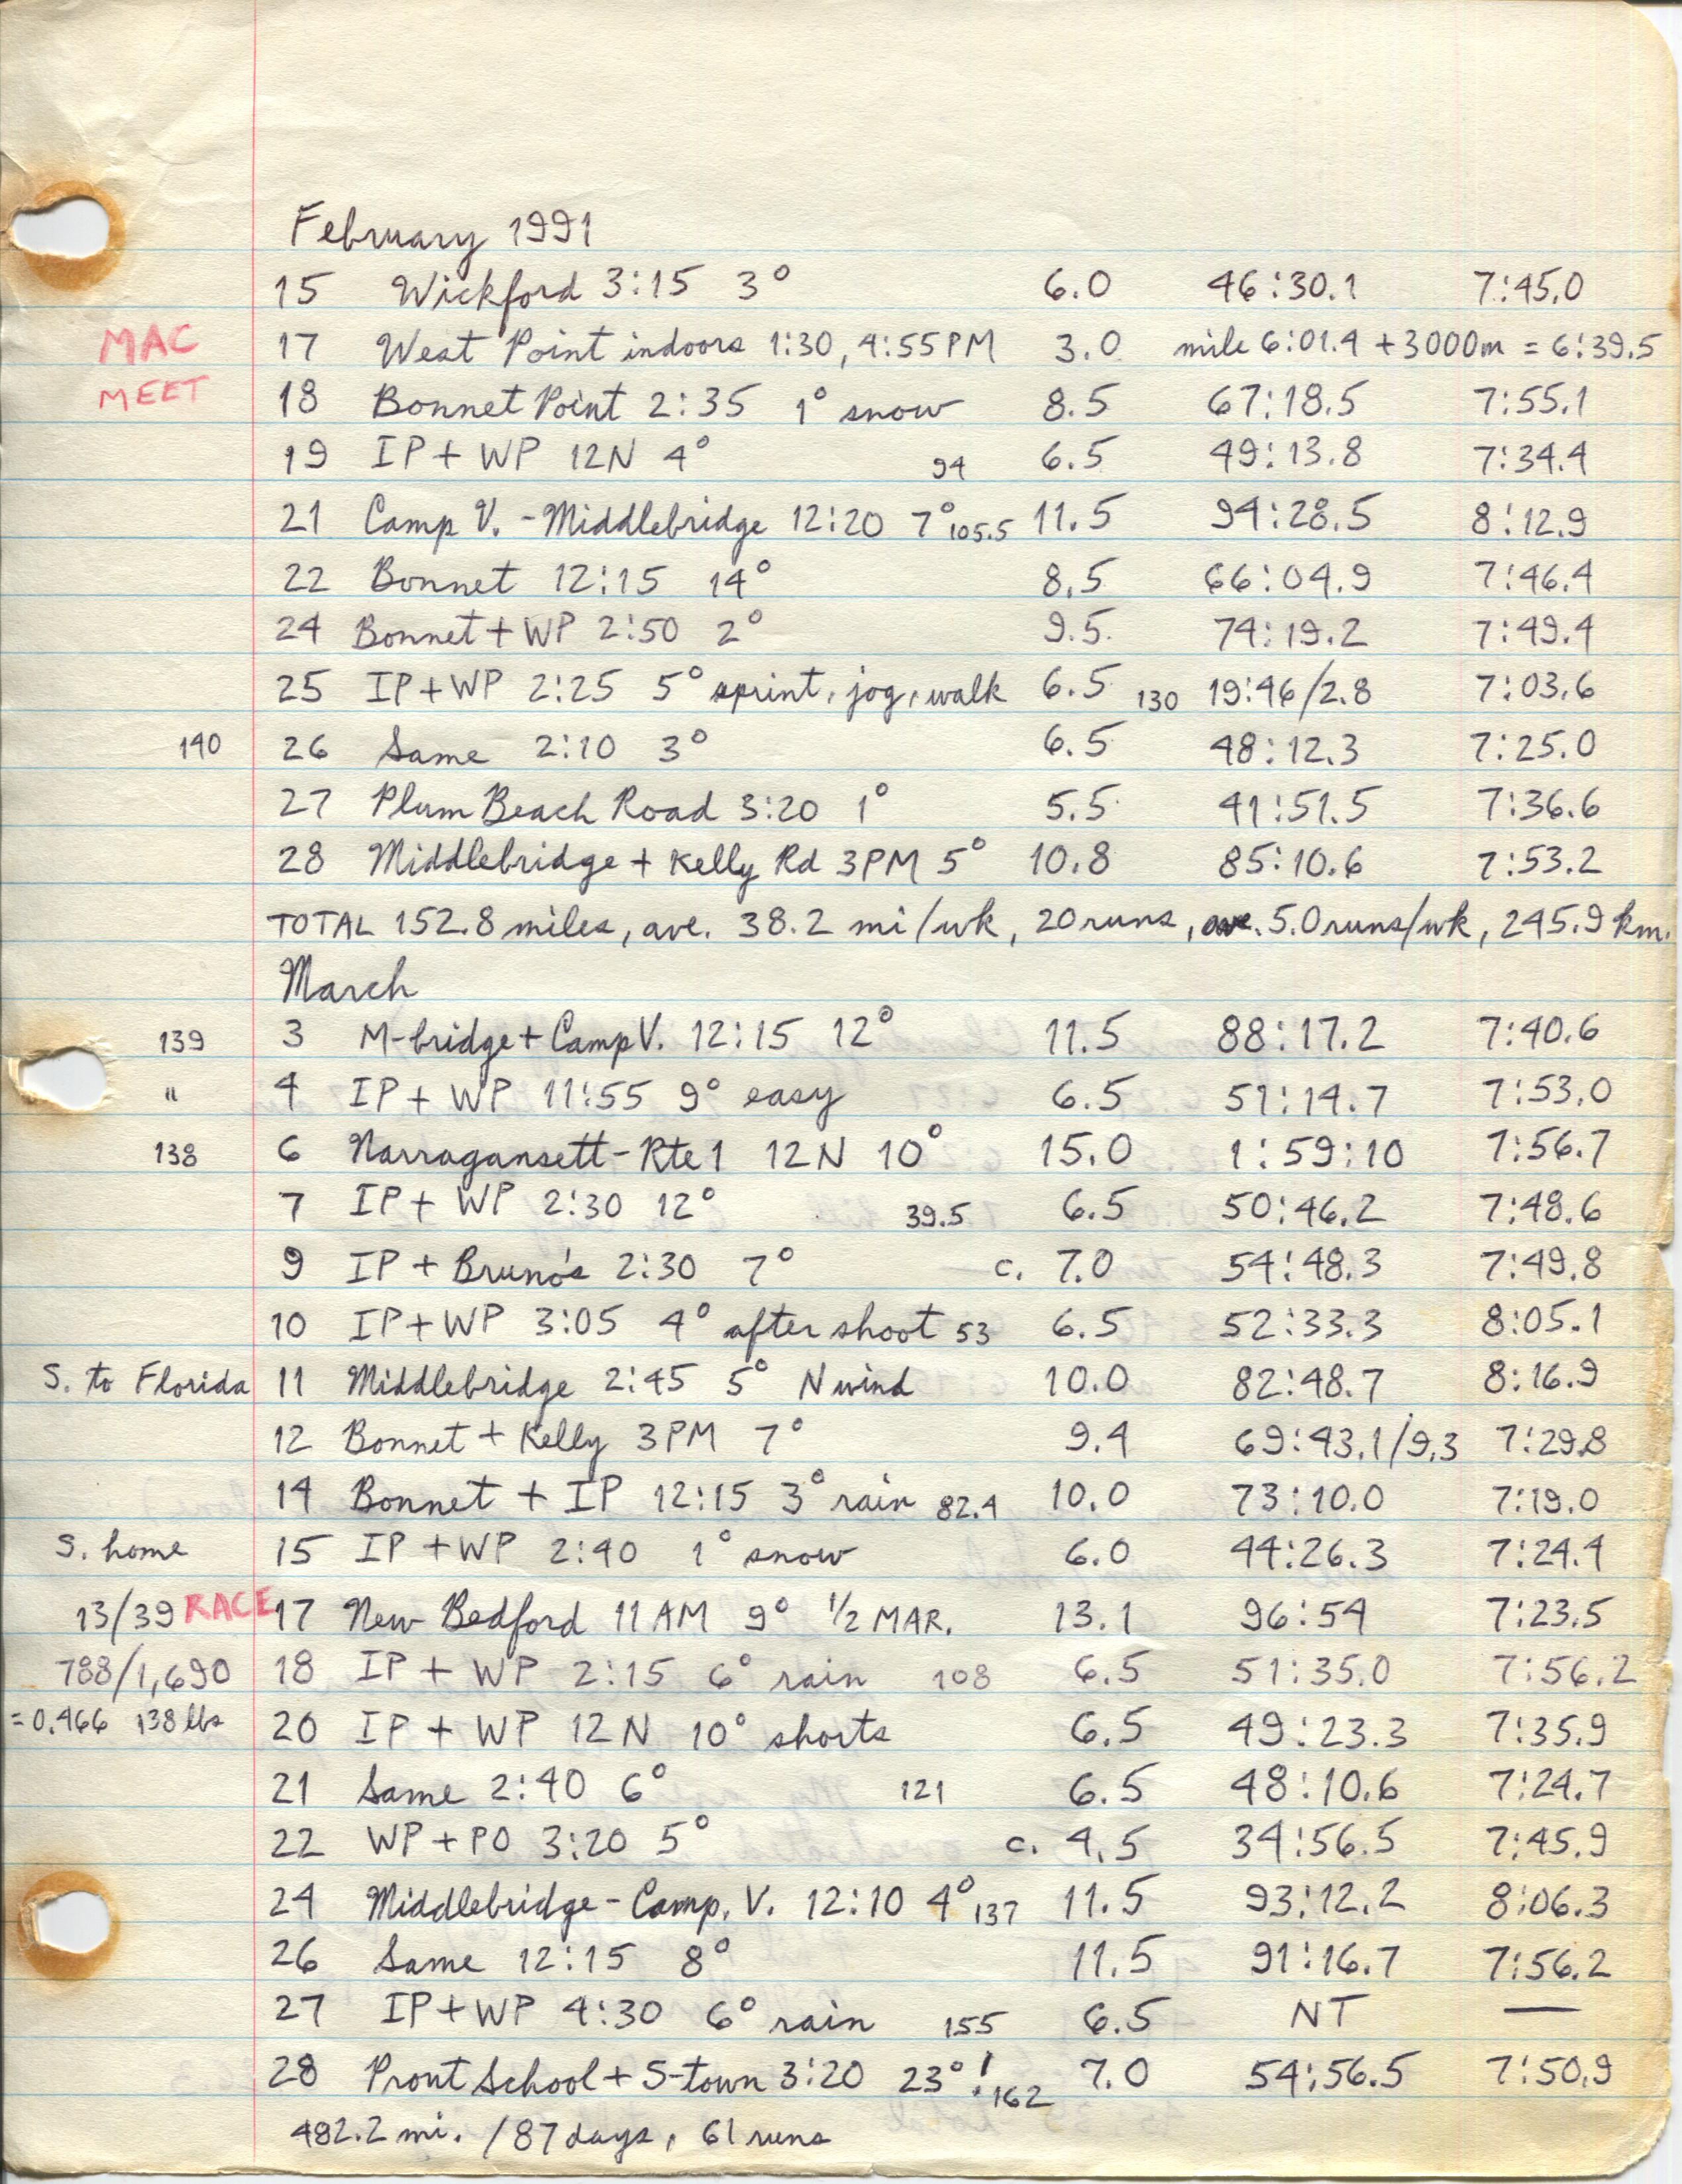 February 1991
15 Wickford 3:15 3° 6.0 46:30.1 7:45.0
MAC 17 West Point indoors 1:30, 4:55PM 3.0 mile 6:01.4 + 3000m = 6:39.5
MEET 18 Bonnet Point 2:35 1° snow 8.5 67:18.5 7:55.1
19 IP + WP 12N 4° 94 6.5 49:13.8 7:34.4
21 Camp V. - Middlebridge 12:20 7° 105.5 11.5 94:28.5 8:12.9
22 Bonnet 12:15 14° 8.5 66:04.9 7:46.4
24 Bonnet + WP 2:50 2° 9.5 74:19.2 7:49.4
25 IP + WP 2:25 5° sprint, jog, walk 6.5 130 19:46/2.8 7:03.6
140 26 Same 2:10 3° 6.5 48:12.3 7:25.0
27 Plum Beach Road 3:20 1° 5.5 41:51.5 7:36.6
28 Middlebridge + Kelly Rd 3PM 5° 10.8 85:10.6 7:53.2
TOTAL 152.8 miles, ave. 38.2 mi/wk, 20 runs, ave. 5.0 runs/wk, 245.9 km.
March
139 3 M-bridge + Camp V. 12:15 12° 11.5 88:17.2 7:40.6
" 4 IP + WP 11:55 9° easy 6.5 51:14.7 7:53.0
138 6 Narragansett - Rte 1 12N 10° 15.0 1:59:10 7:56.7
7 IP + WP 2:30 12° 39.5 6.5 50:46.2 7:48.6
9 IP + Bruno's 2:30 7° c. 7.0 54:48.3 7:49.8
10 IP + WP 3:05 4° after shoot 53 6.5 52:33.3 8:05.1
S. to Florida 11 Middlebridge 2:45 5° N wind 10.0 82:48.7 8:16.9
12 Bonnet + Kelly 3PM 7° 9.4 69:43.1/9.3 7:29.8
14 Bonnet + IP 12:15 3° rain 82.4 10.0 73:10.0 7:19.0
S. home 15 IP + WP 2:40 1° snow 6.0 44:26.3 7:24.4
13/39 RACE 17 New Bedford 11 AM 9° 1/2 MAR. 13.1 96:54 7:23.5
788/1,690 18 IP + WP 2:15 6° rain 108 6.5 51:35.0 7:56.2
=0.466 138 lbs 20 IP + WP 12N 10° shorts 6.5 49:23.3 7:35.9
21 Same 2:40 6° 121 6.5 48:10.6 7:24.7
22 WP + PO 3:20 5° c. 4.5 34:56.5 7:45.9
24 Middlebridge - Camp. V. 12:10 4° 137 11.5 93:12.2 8:06.3
26 Same 12:15 8° 11.5 91:16.7 7:56.2
27 IP + WP 4:30 6° rain 155 6.5 NT —
28 Prout School + S-town 3:20 23°! 162 7.0 54:56.5 7:50.9
482.2 mi. / 87 days, 61 runs